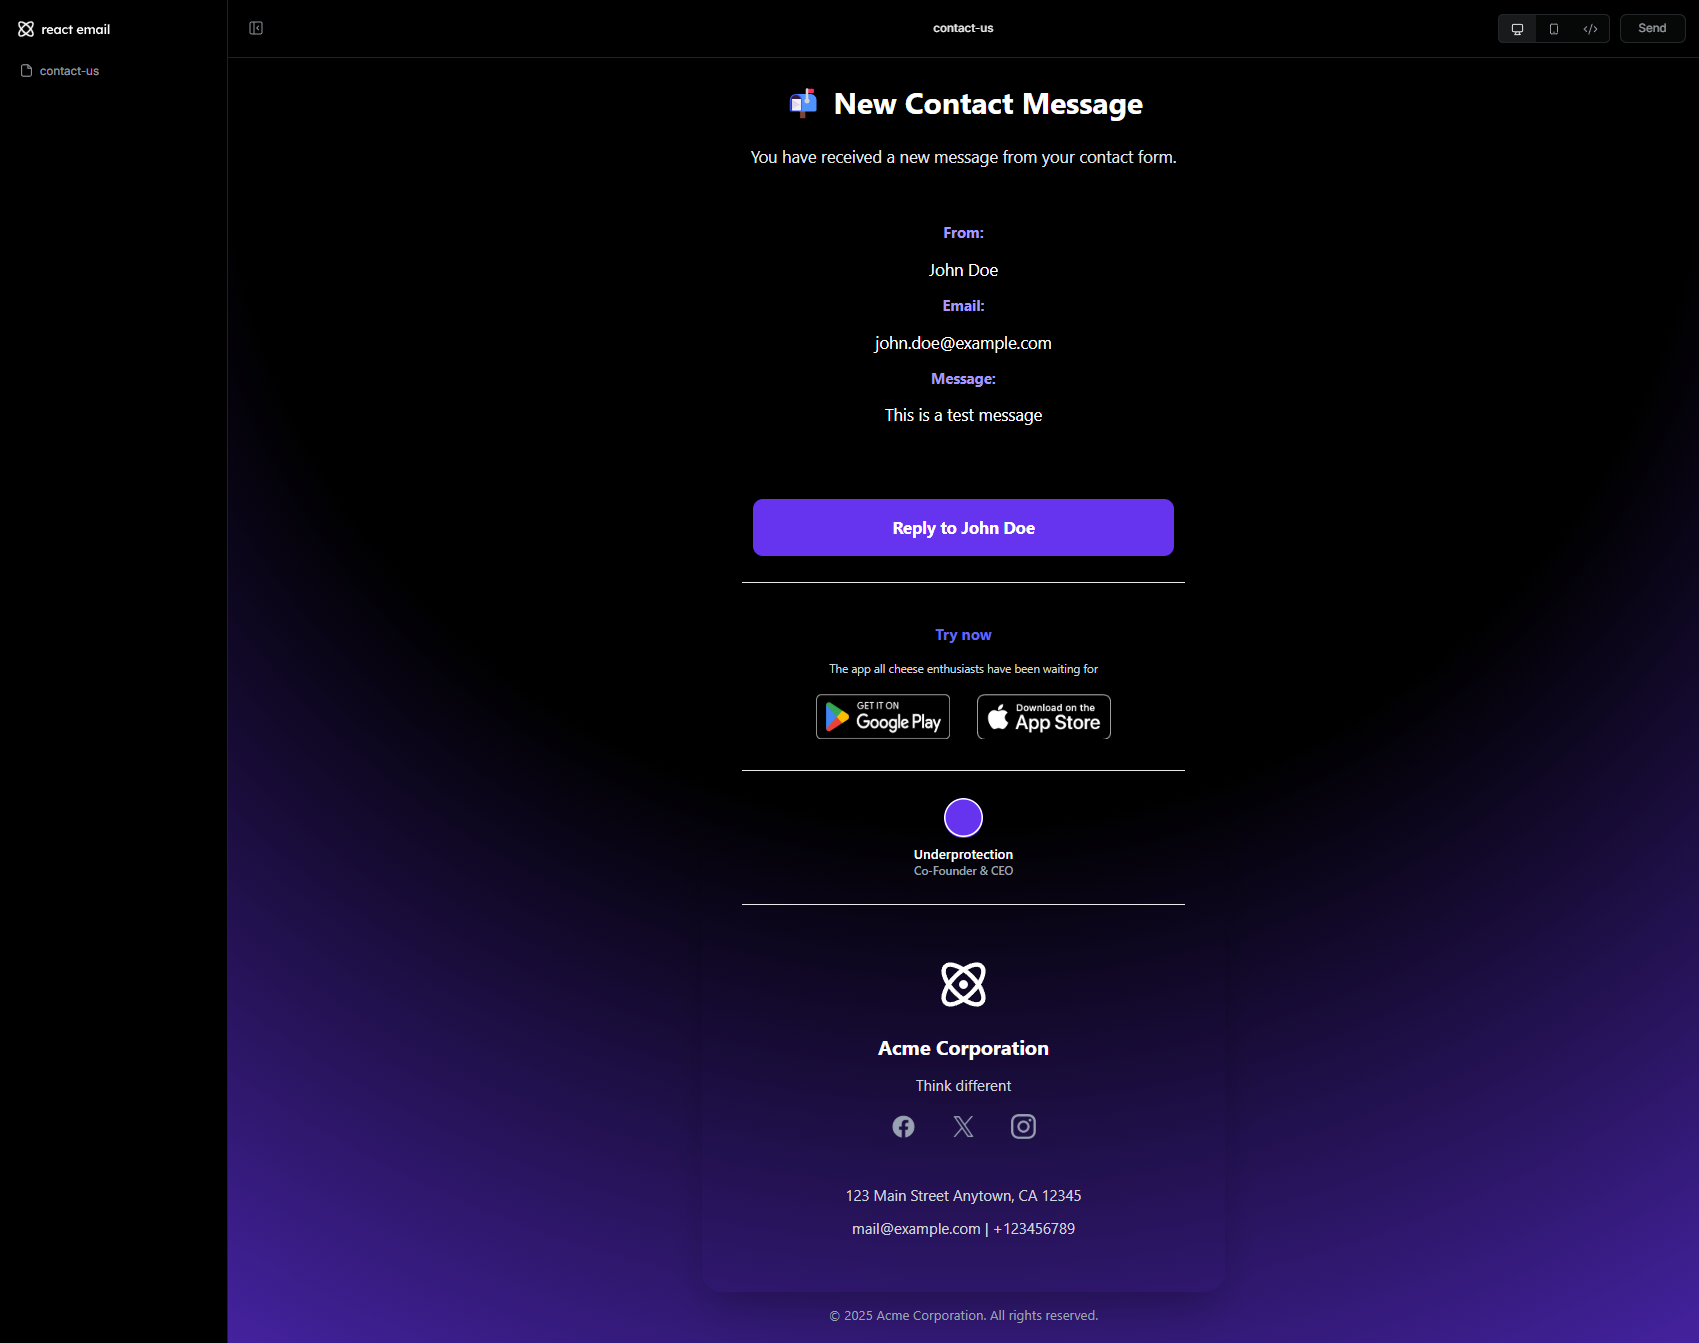 react email
contact-us
contact-us
Send
New Contact Message
You have received a new message from your contact form.
From:
John Doe
Email:
john.doe@example.com
Message:
This is a test message
Reply to John Doe
Try now
The app all cheese enthusiasts have been waiting for
GET IT ON
Google Play
Download on the
App Store
Underprotection
Co-Founder & CEO
Acme Corporation
Think different
123 Main Street Anytown, CA 12345
mail@example.com | +123456789
© 2025 Acme Corporation. All rights reserved.